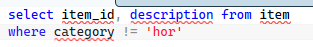 select item_id, description from item
where category != 'hor'